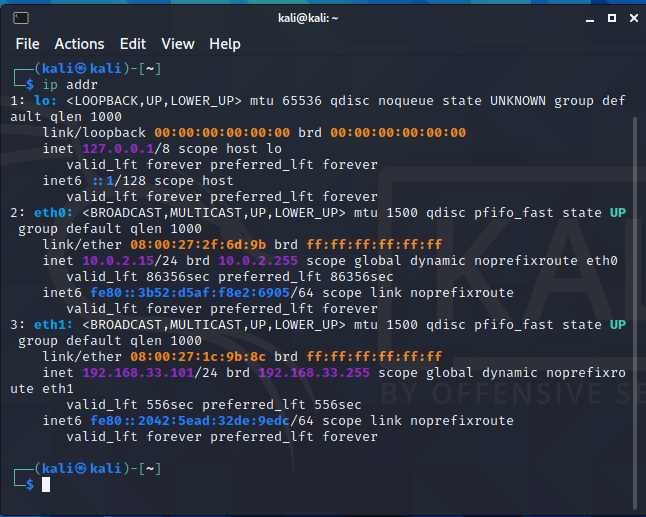 kali@kali: ~
File Actions Edit View Help
┌──(kali㉿kali)-[~]
└─$ ip addr
1: lo: <LOOPBACK,UP,LOWER_UP> mtu 65536 qdisc noqueue state UNKNOWN group def
ault qlen 1000
link/loopback 00:00:00:00:00:00 brd 00:00:00:00:00:00
inet 127.0.0.1/8 scope host lo
valid_lft forever preferred_lft forever
inet6 ::1/128 scope host
valid_lft forever preferred_lft forever
2: eth0: <BROADCAST,MULTICAST,UP,LOWER_UP> mtu 1500 qdisc pfifo_fast state UP
group default qlen 1000
link/ether 08:00:27:2f:6d:9b brd ff:ff:ff:ff:ff:ff
inet 10.0.2.15/24 brd 10.0.2.255 scope global dynamic noprefixroute eth0
valid_lft 86356sec preferred_lft 86356sec
inet6 fe80::3b52:d5af:f8e2:6905/64 scope link noprefixroute
valid_lft forever preferred_lft forever
3: eth1: <BROADCAST,MULTICAST,UP,LOWER_UP> mtu 1500 qdisc pfifo_fast state UP
group default qlen 1000
link/ether 08:00:27:1c:9b:8c brd ff:ff:ff:ff:ff:ff
inet 192.168.33.101/24 brd 192.168.33.255 scope global dynamic noprefixro
ute eth1
valid_lft 556sec preferred_lft 556sec
inet6 fe80::2042:5ead:32de:9edc/64 scope link noprefixroute
valid_lft forever preferred_lft forever
┌──(kali㉿kali)-[~]
└─$
KAL
BY OFFENSIVE SE